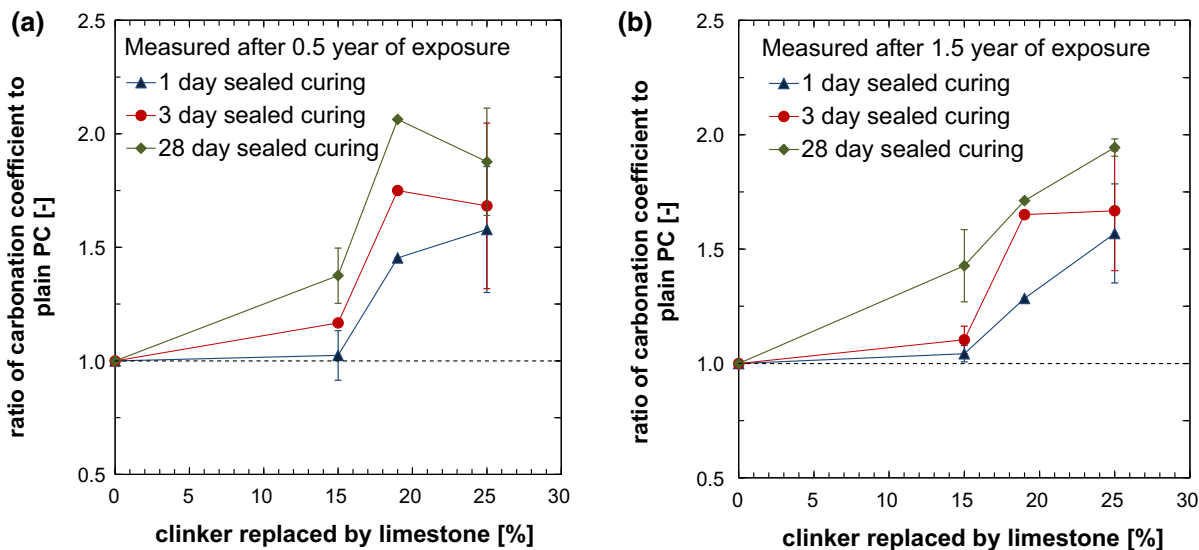 (a)
Measured after 0.5 year of exposure
1 day sealed curing
3 day sealed curing
28 day sealed curing
ratio of carbonation coefficient to
plain PC [-]
2.5
2.0
1.5
1.0
0.5
0 5 10 15 20 25 30
clinker replaced by limestone [%]
(b)
Measured after 1.5 year of exposure
1 day sealed curing
3 day sealed curing
28 day sealed curing
ratio of carbonation coefficient to
plain PC [-]
2.5
2.0
1.5
1.0
0.5
0 5 10 15 20 25 30
clinker replaced by limestone [%]